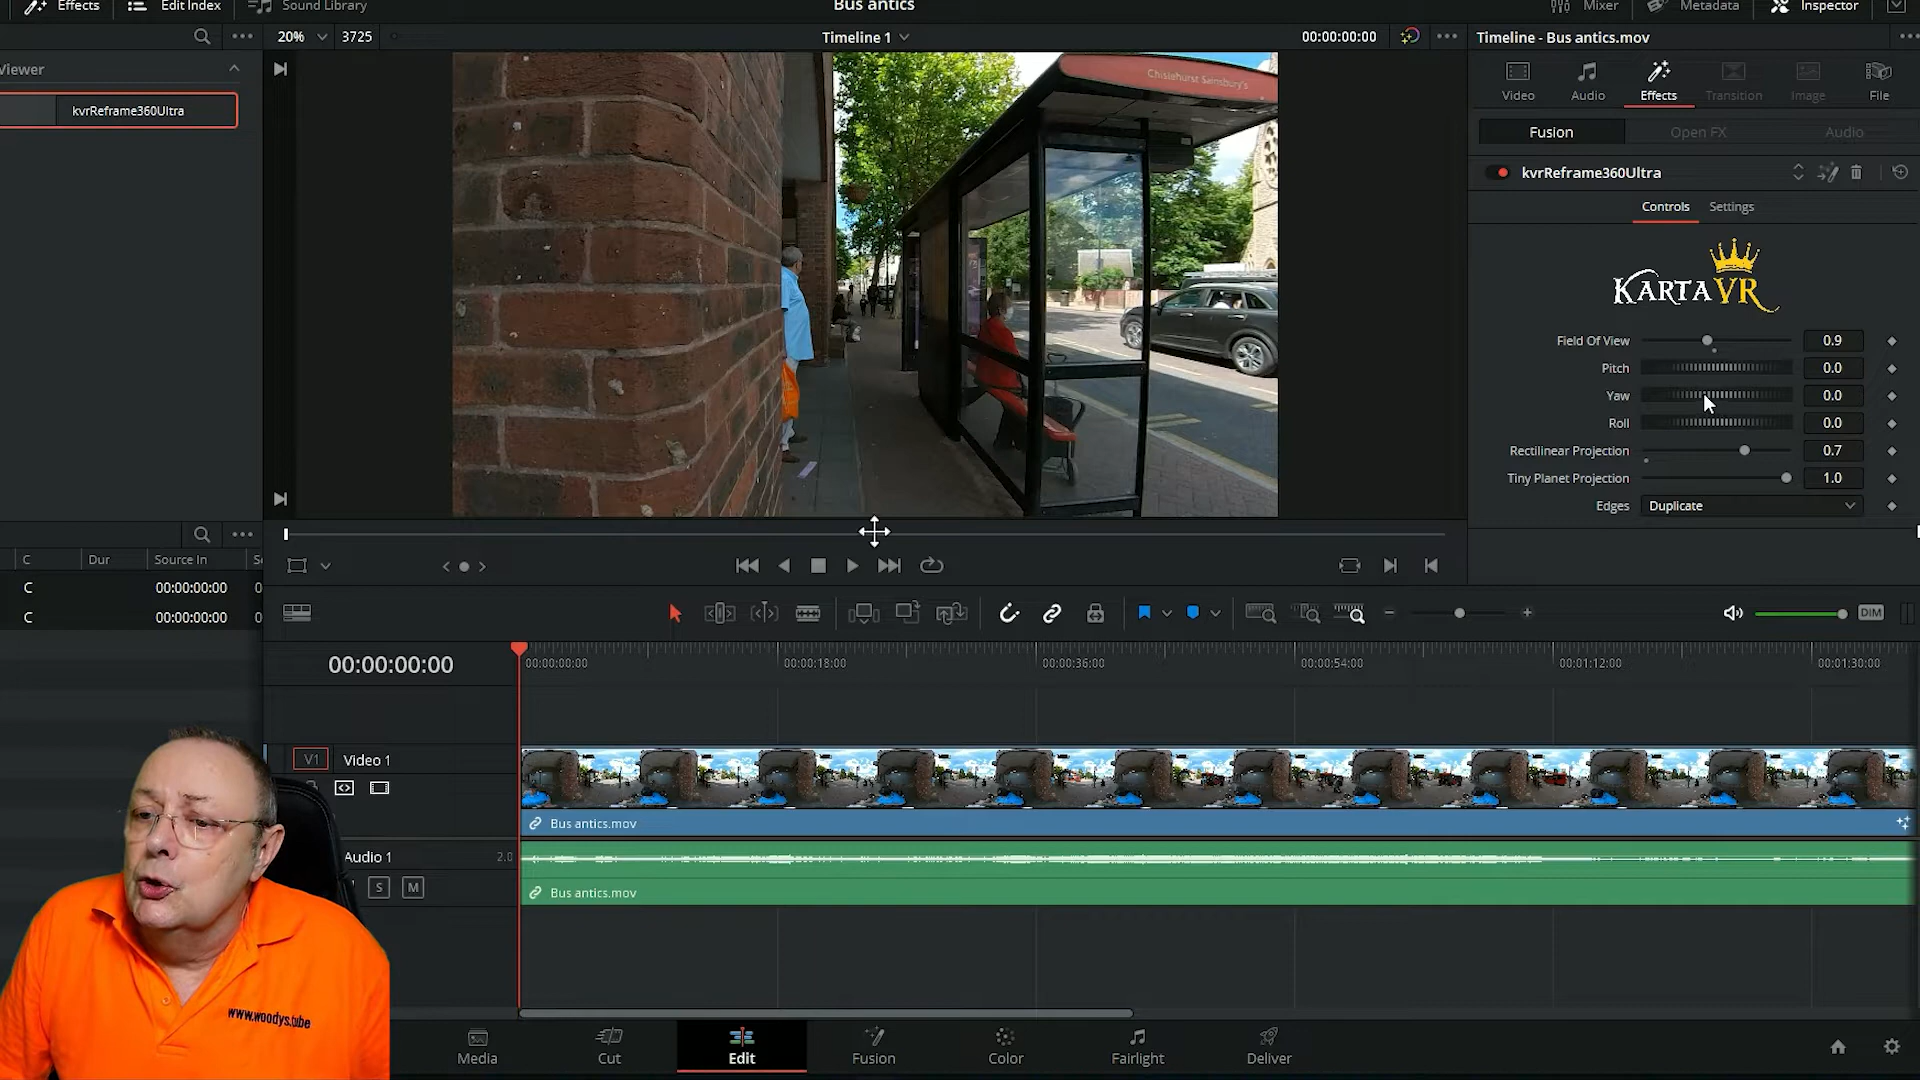 Effects
Edit Index
Sound Library
Bus antics
Mixer
Metadata
Inspector
20%
3725
Timeline 1
00:00:00:00
Timeline - Bus antics.mov
Viewer
kvrReframe360Ultra
Chislehurst Sainsbury's
Video
Audio
Effects
Transition
Image
File
Fusion
Open FX
Audio
kvrReframe360Ultra
Controls
Settings
KARTAVR
Field Of View
0.9
Pitch
0.0
Yaw
0.0
Roll
0.0
Rectilinear Projection
0.7
Tiny Planet Projection
1.0
Edges
Duplicate
C
Dur
Source In
C
00:00:00:00
C
00:00:00:00
DIM
00:00:00:00
00:00:00:00
00:00:18:00
00:00:36:00
00:00:54:00
00:01:12:00
00:01:30:00
V1
Video 1
Bus antics.mov
Audio 1
2.0
S
M
Bus antics.mov
www.woodys.tube
Media
Cut
Edit
Fusion
Color
Fairlight
Deliver